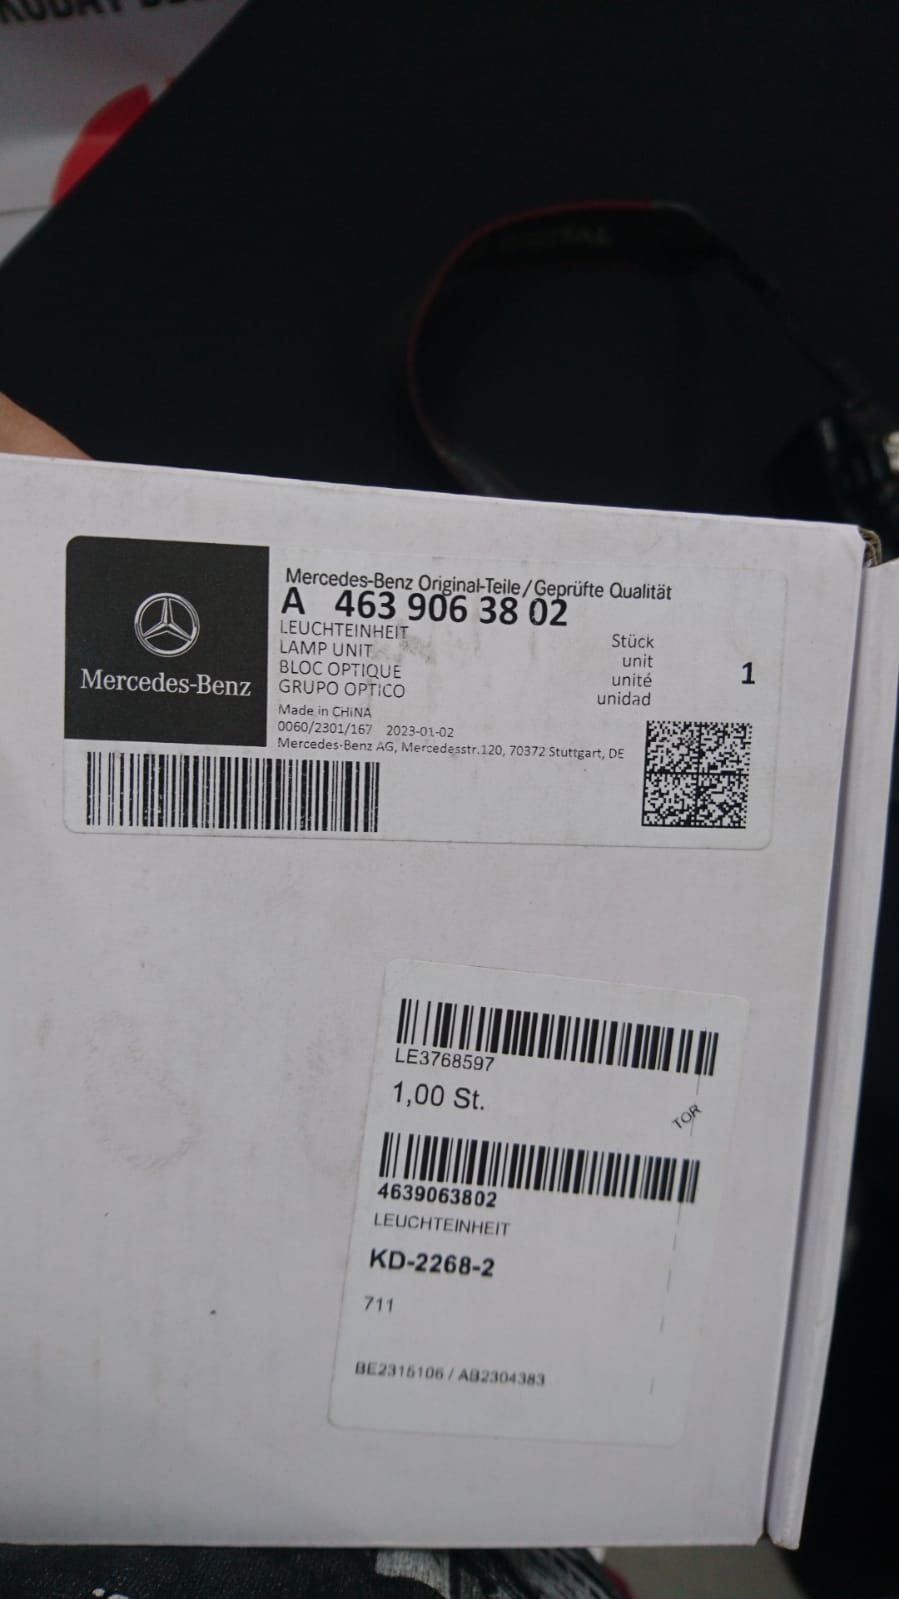 Mercedes-Benz Original-Teile/Geprüfte Qualität
A 463 906 38 02
LEUCHTEINHEIT
LAMP UNIT
BLOC OPTIQUE
GRUPO OPTICO
Stück
unit
unité
unidad
1
Mercedes-Benz
Made in CHiNA
0060/2301/167 2023-01-02
Mercedes-Benz AG, Mercedesstr.120, 70372 Stuttgart, DE
LE3768597
1,00 St.
TOR
4639063802
LEUCHTEINHEIT
KD-2268-2
711
BE2315106 / AB2304383